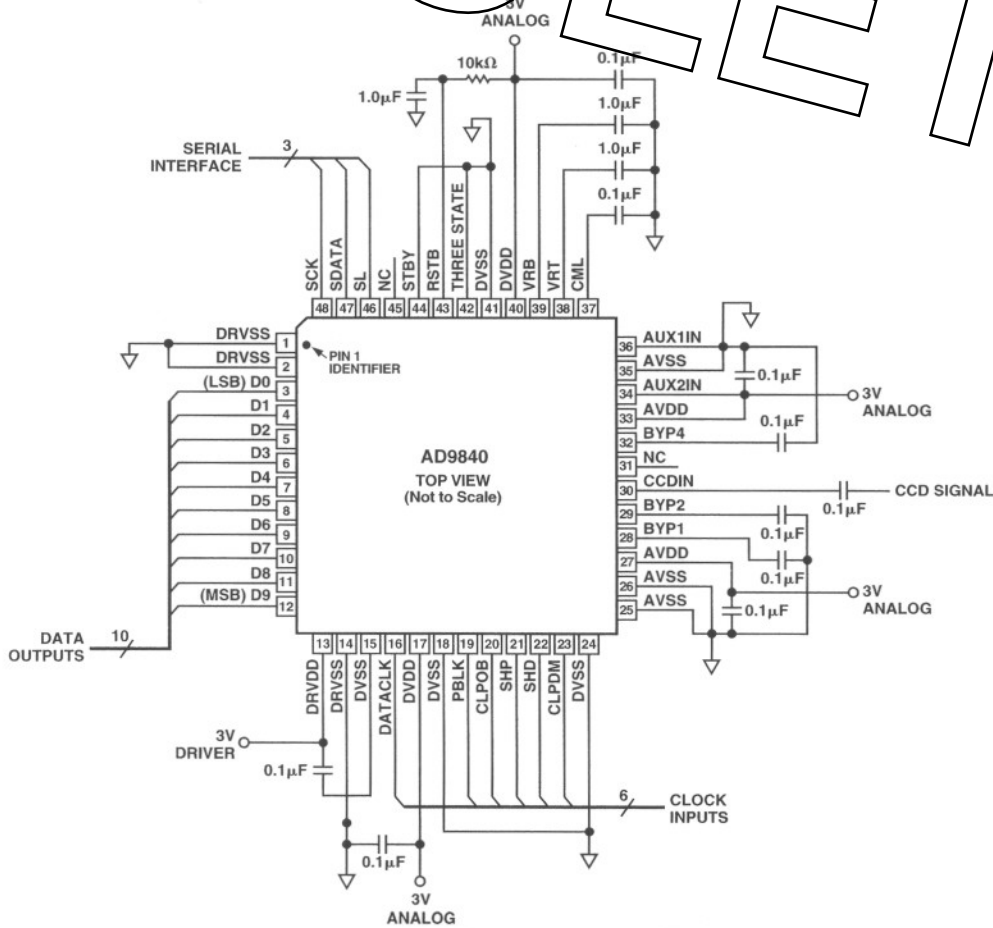 3V
ANALOG
10kΩ
0.1μF
1.0μF
1.0μF
1.0μF
0.1μF
SERIAL
INTERFACE
3
SCK
SDATA
SL
NC
STBY
RSTB
THREE STATE
DVSS
DVDD
VRB
VRT
CML
48
47
46
45
44
43
42
41
40
39
38
37
DRVSS
1
DRVSS
2
(LSB) D0
3
D1
4
D2
5
D3
6
D4
7
D5
8
D6
9
D7
10
D8
11
(MSB) D9
12
PIN 1
IDENTIFIER
AD9840
TOP VIEW
(Not to Scale)
36
AUX1IN
35
AVSS
34
AUX2IN
33
AVDD
32
BYP4
31
NC
30
CCDIN
29
BYP2
28
BYP1
27
AVDD
26
AVSS
25
AVSS
0.1μF
3V
ANALOG
0.1μF
CCD SIGNAL
0.1μF
0.1μF
0.1μF
3V
ANALOG
0.1μF
DATA
OUTPUTS
10
13
14
15
16
17
18
19
20
21
22
23
24
DRVDD
DRVSS
DVSS
DATACLK
DVDD
DVSS
PBLK
CLPOB
SHP
SHD
CLPDM
DVSS
3V
DRIVER
0.1μF
6
CLOCK
INPUTS
0.1μF
3V
ANALOG